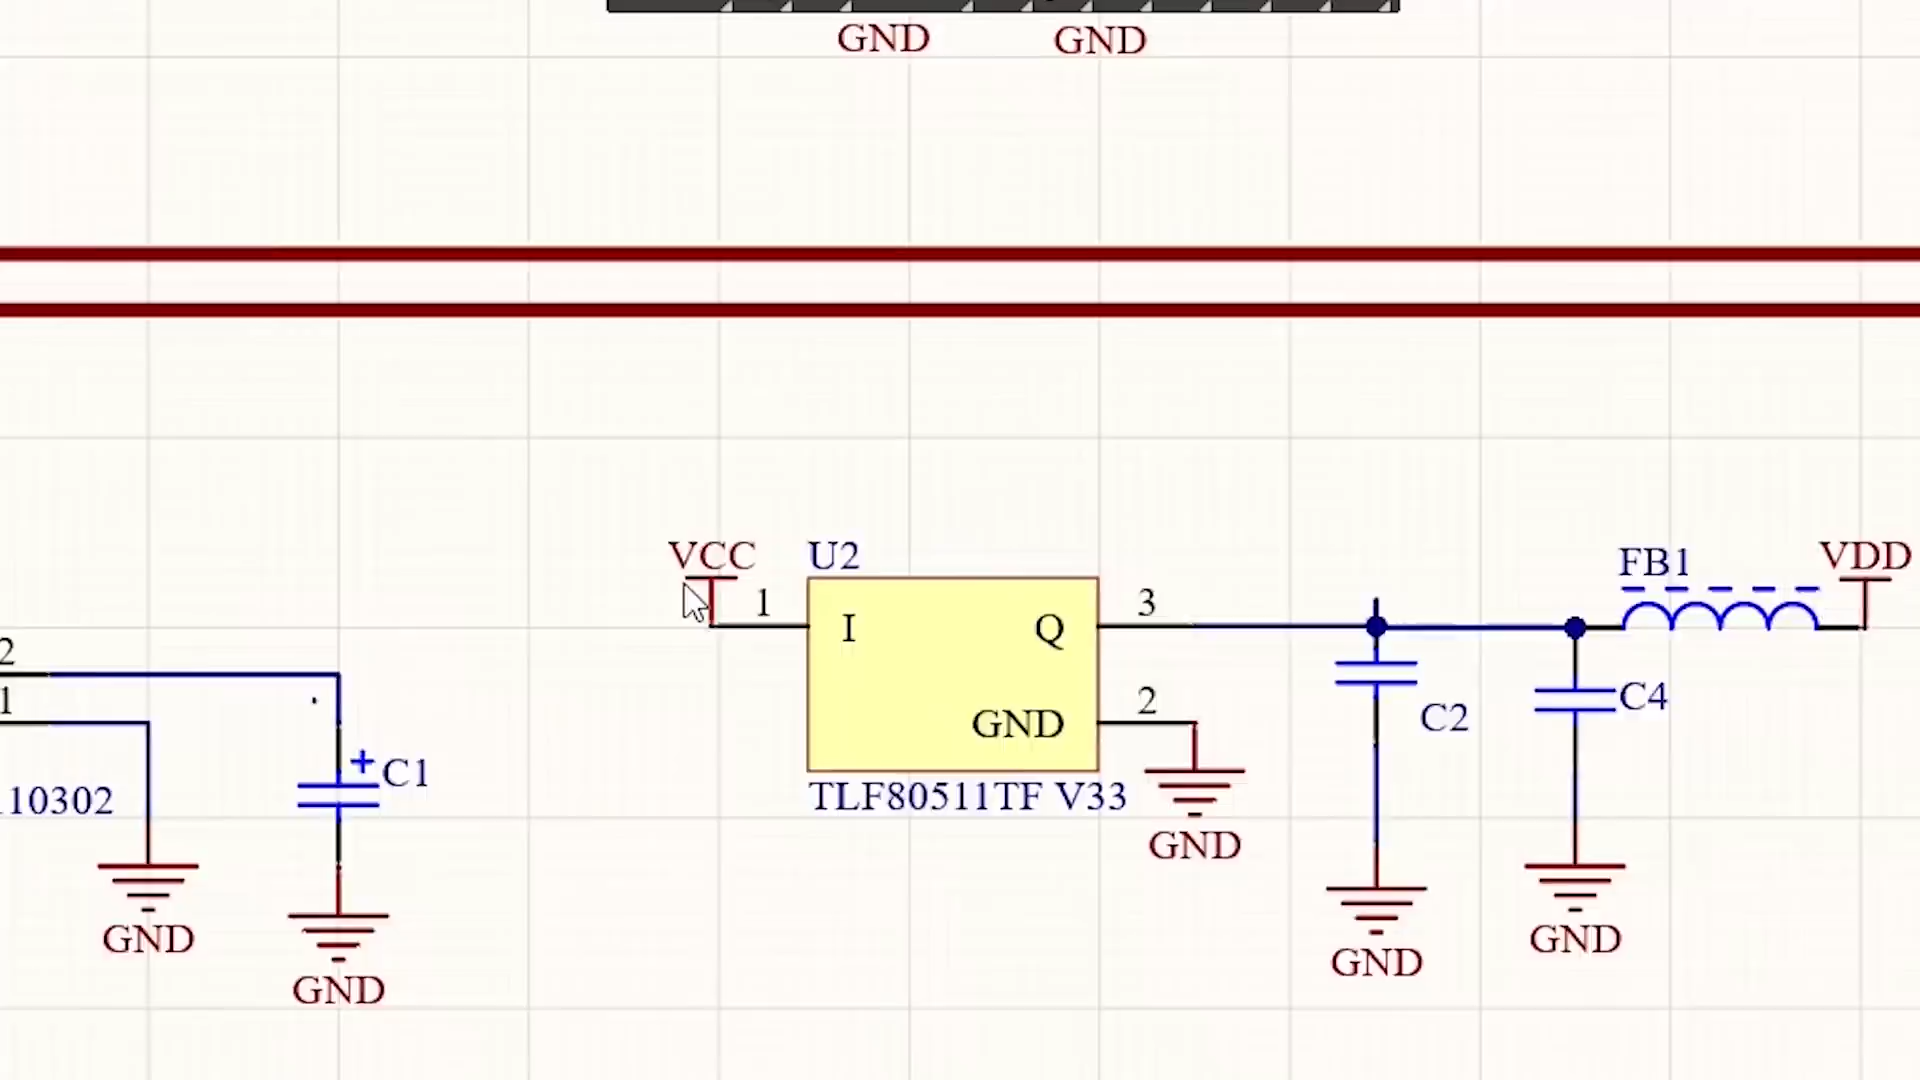 GND GND
VCC U2 FB1 VDD
1 I Q 3
2
1
GND 2
C2 C4
+ C1
10302
TLF80511TF V33
GND
GND
GND
GND
GND